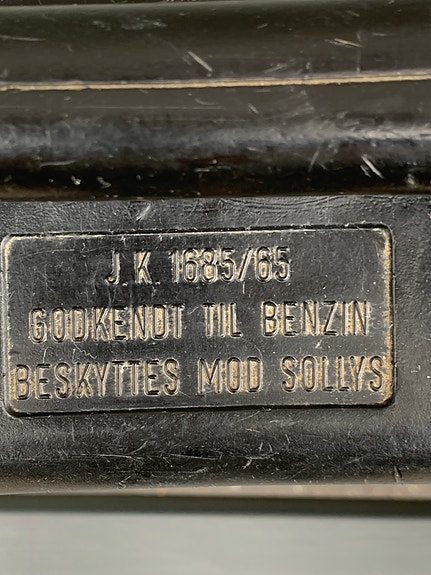 J.K. 1685/65
GODKENDT TIL BENZIN
BESKYTTES MOD SOLLYS